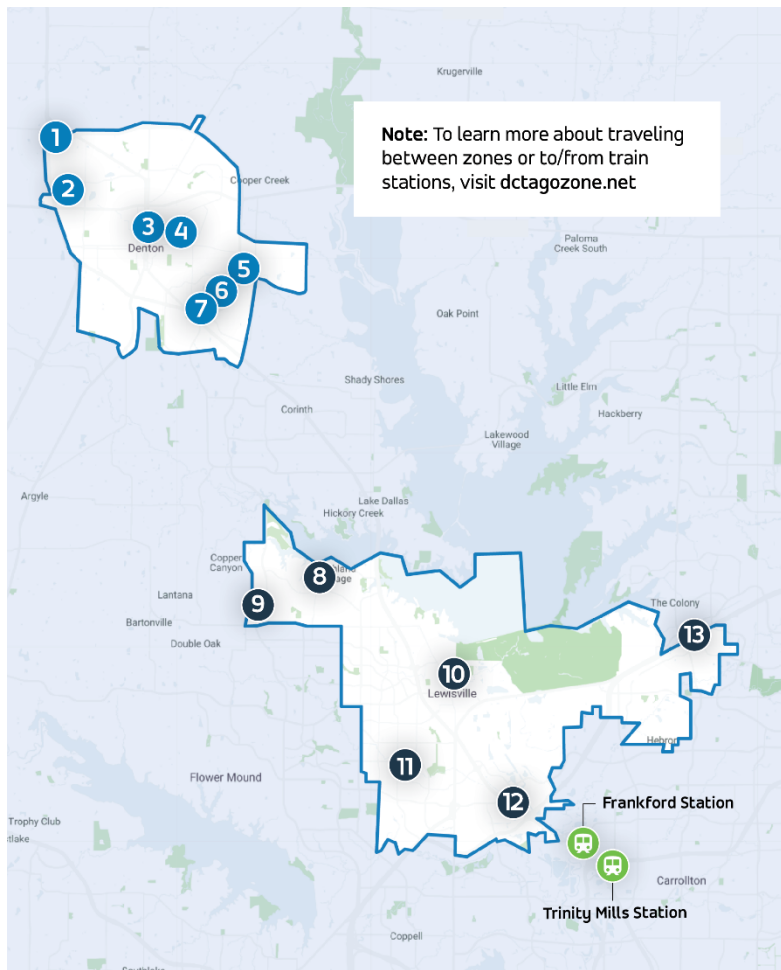 Krugerville
Note: To learn more about traveling
between zones or to/from train
stations, visit dctagozone.net
1
2
Cooper Creek
3
4
Denton
Paloma
Creek South
5
6
7
Oak Point
Shady Shores
Little Elm
Corinth
Hackberry
Lakewood
Village
Argyle
Lake Dallas
Hickory Creek
Copper
Canyon
8
Lantana
9
The Colony
Bartonville
13
Double Oak
10
Lewisville
Hebron
11
Flower Mound
12
Frankford Station
Trophy Club
Carrollton
Trinity Mills Station
Coppell